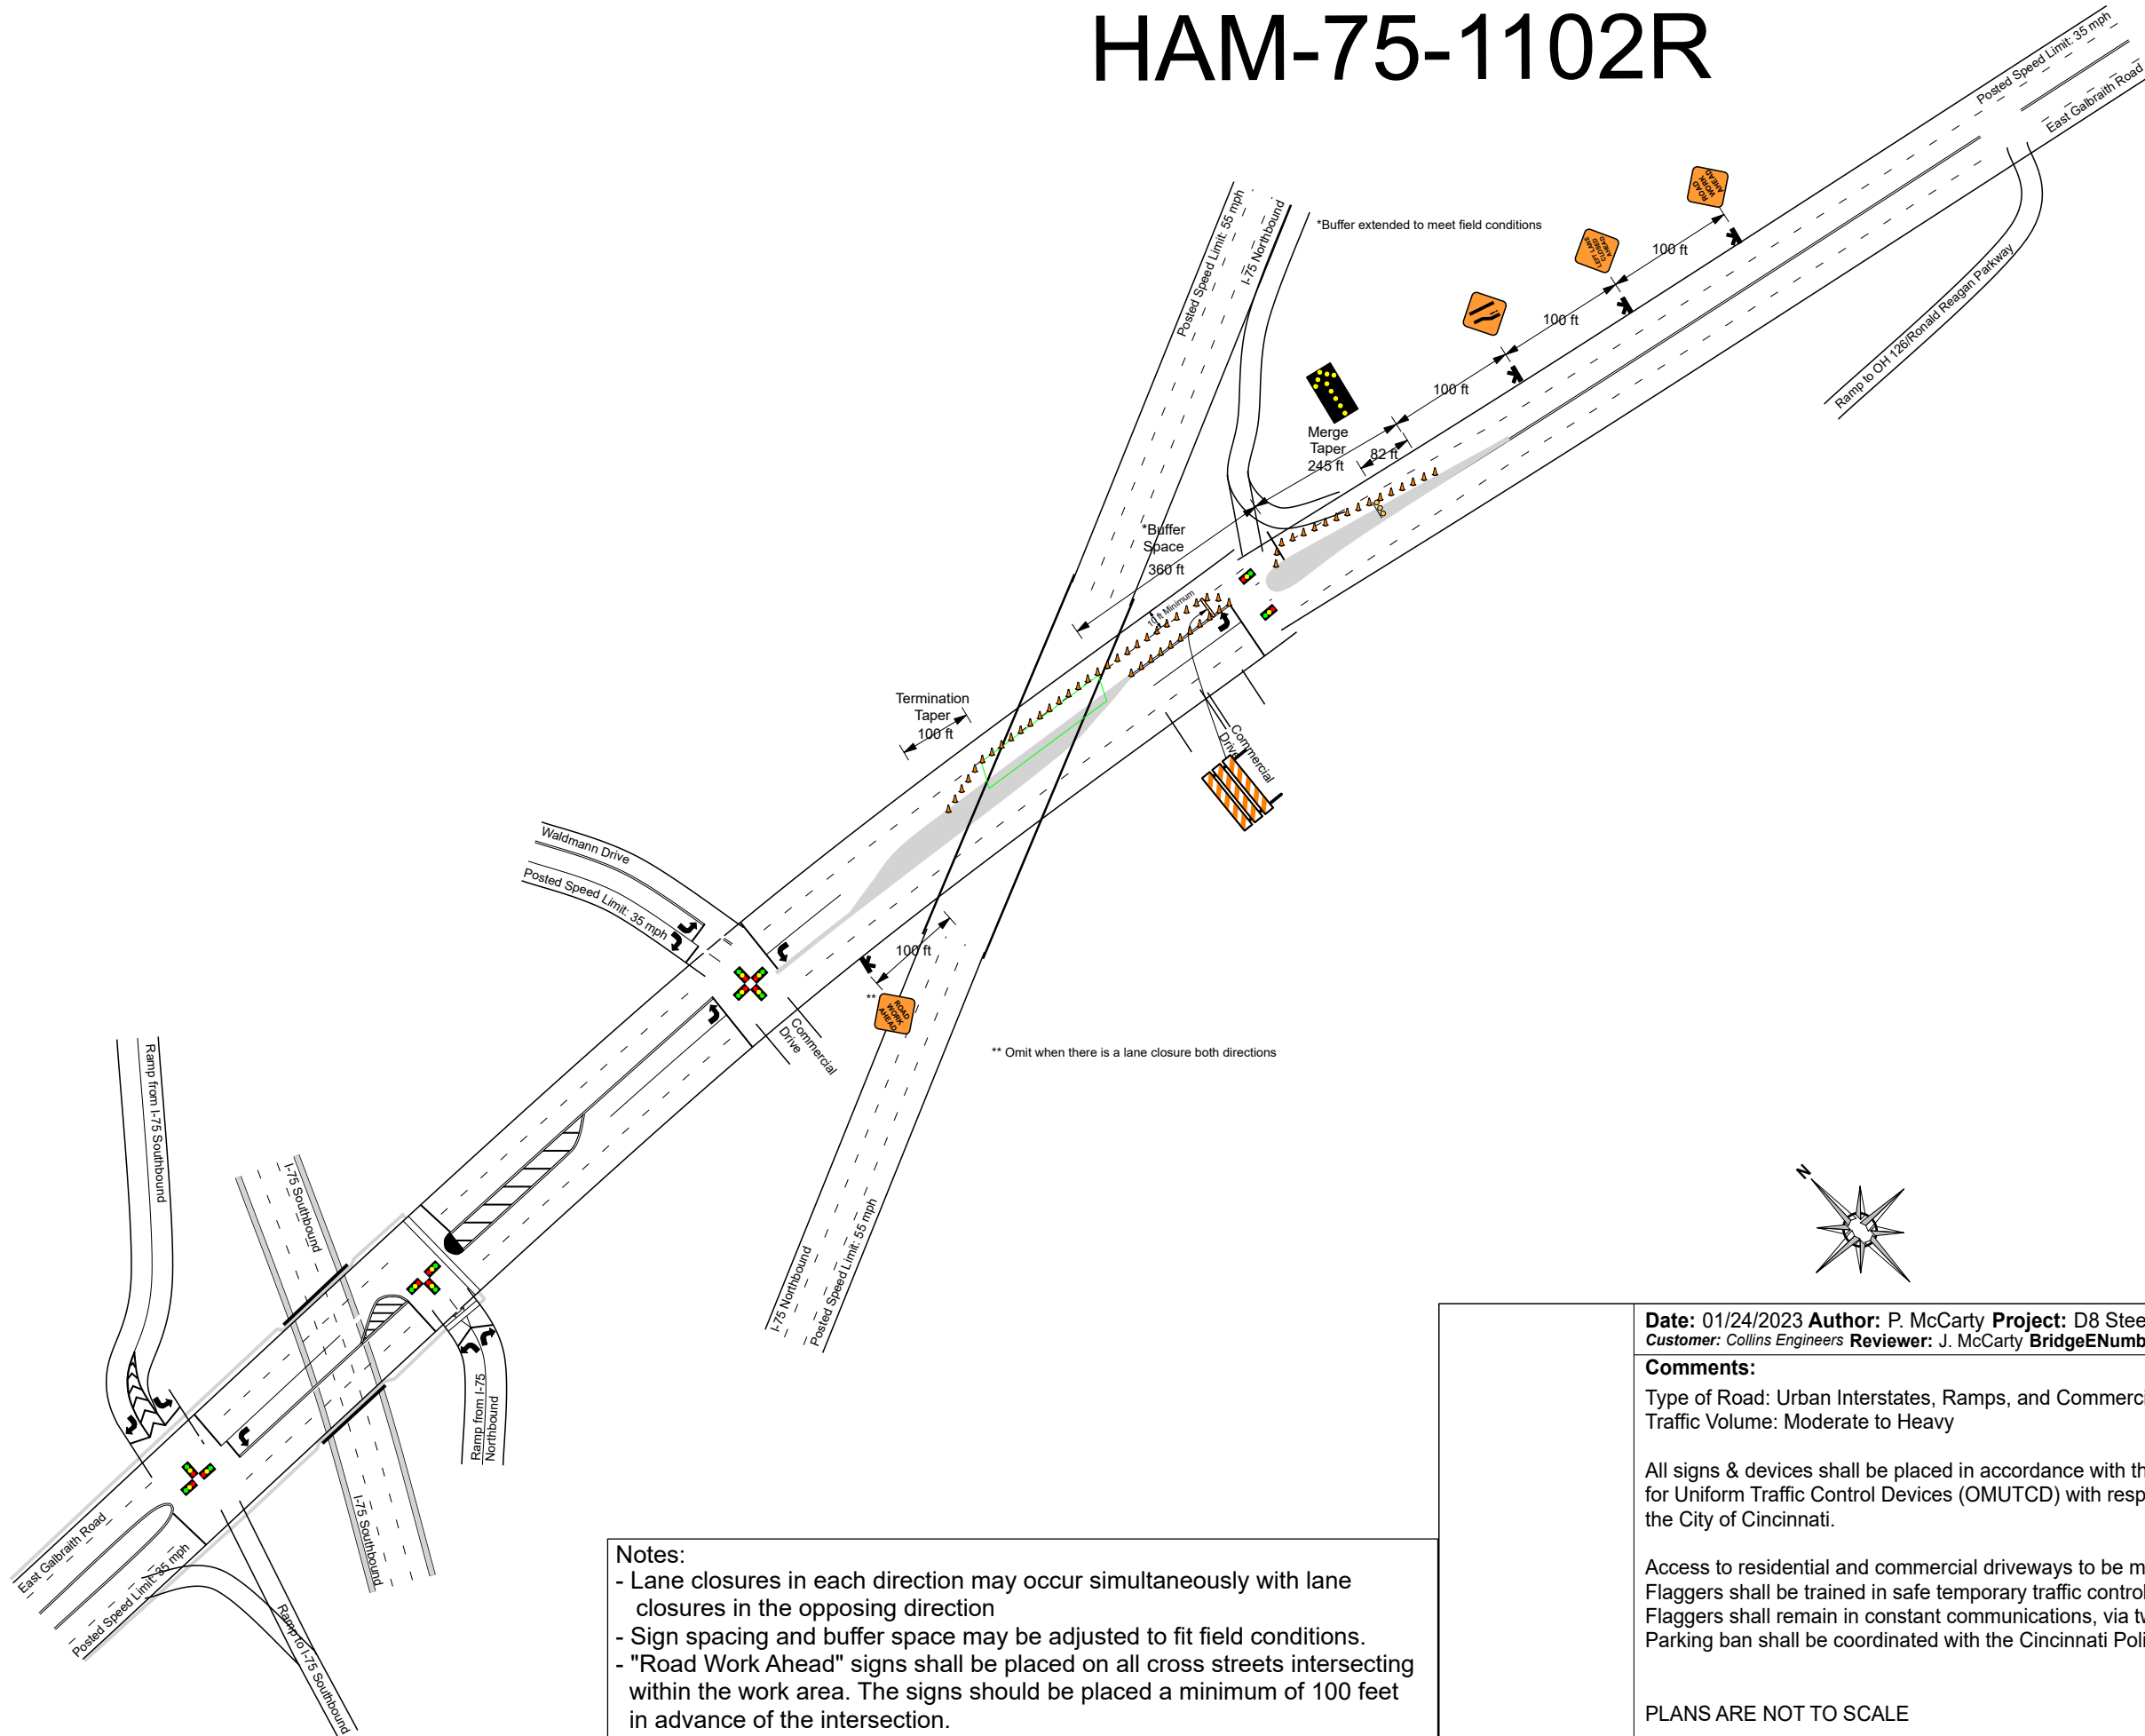 HAM-75-1102R
Posted Speed Limit: 35 mph
East Galbraith Road
ROAD
WORK
AHEAD
100 ft
LEFT LANE
CLOSED
AHEAD
100 ft
100 ft
Ramp to OH 126/Ronald Reagan Parkway
*Buffer extended to meet field conditions
Posted Speed Limit: 55 mph
I-75 Northbound
Merge
Taper
245 ft
82 ft
*Buffer
Space
360 ft
10 ft Minimum
Termination
Taper
100 ft
Commercial
Drive
Waldmann Drive
Posted Speed Limit: 35 mph
100 ft
**
ROAD
WORK
AHEAD
Commercial
Drive
** Omit when there is a lane closure both directions
Ramp from I-75 Southbound
I-75 Southbound
I-75 Northbound
Posted Speed Limit: 55 mph
Ramp from I-75
Northbound
I-75 Southbound
East Galbraith Road
Posted Speed Limit: 35 mph
Ramp to I-75 Southbound
N
Notes:
- Lane closures in each direction may occur simultaneously with lane
closures in the opposing direction
- Sign spacing and buffer space may be adjusted to fit field conditions.
- "Road Work Ahead" signs shall be placed on all cross streets intersecting
within the work area. The signs should be placed a minimum of 100 feet
in advance of the intersection.
Date: 01/24/2023 Author: P. McCarty Project: D8 Stee
Customer: Collins Engineers Reviewer: J. McCarty BridgeENumb
Comments:
Type of Road: Urban Interstates, Ramps, and Commerci
Traffic Volume: Moderate to Heavy
All signs & devices shall be placed in accordance with th
for Uniform Traffic Control Devices (OMUTCD) with resp
the City of Cincinnati.
Access to residential and commercial driveways to be m
Flaggers shall be trained in safe temporary traffic control
Flaggers shall remain in constant communications, via tw
Parking ban shall be coordinated with the Cincinnati Poli
PLANS ARE NOT TO SCALE